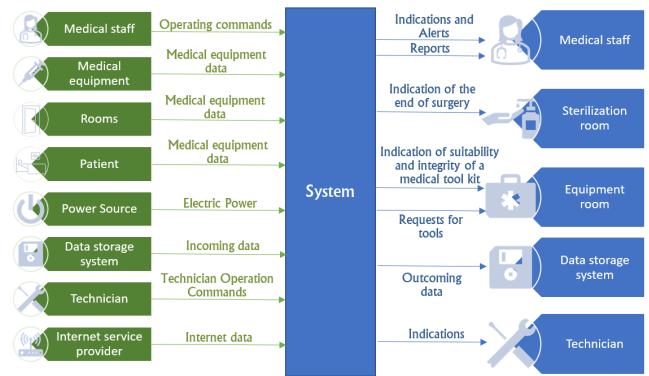 Medical staff
Operating commands
Medical
equipment
Medical equipment
data
Rooms
Medical equipment
data
Patient
Medical equipment
data
Power Source
Electric Power
Data storage
system
Incoming data
Technician
Technician Operation
Commands
Internet service
provider
Internet data
System
Indications and
Alerts
Reports
Medical staff
Indication of the
end of surgery
Sterilization
room
Indication of suitability
and integrity of a
medical tool kit
Requests for
tools
Equipment
room
Outcoming
data
Data storage
system
Indications
Technician